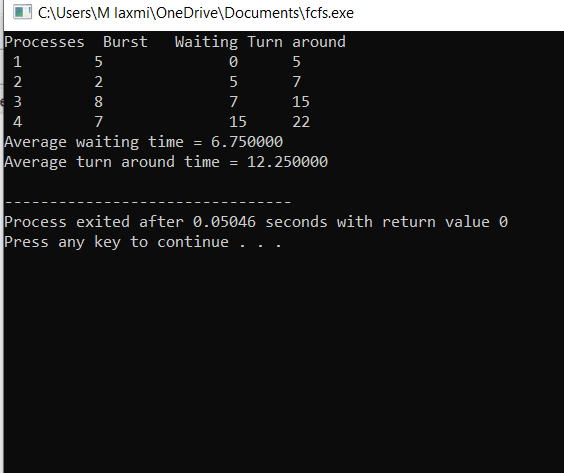 C:\Users\M laxmi\OneDrive\Documents\fcfs.exe
Processes  Burst   Waiting Turn around
 1        5              0      5
 2        2              5      7
 3        8              7      15
 4        7              15     22
Average waiting time = 6.750000
Average turn around time = 12.250000
--------------------------------
Process exited after 0.05046 seconds with return value 0
Press any key to continue . . .